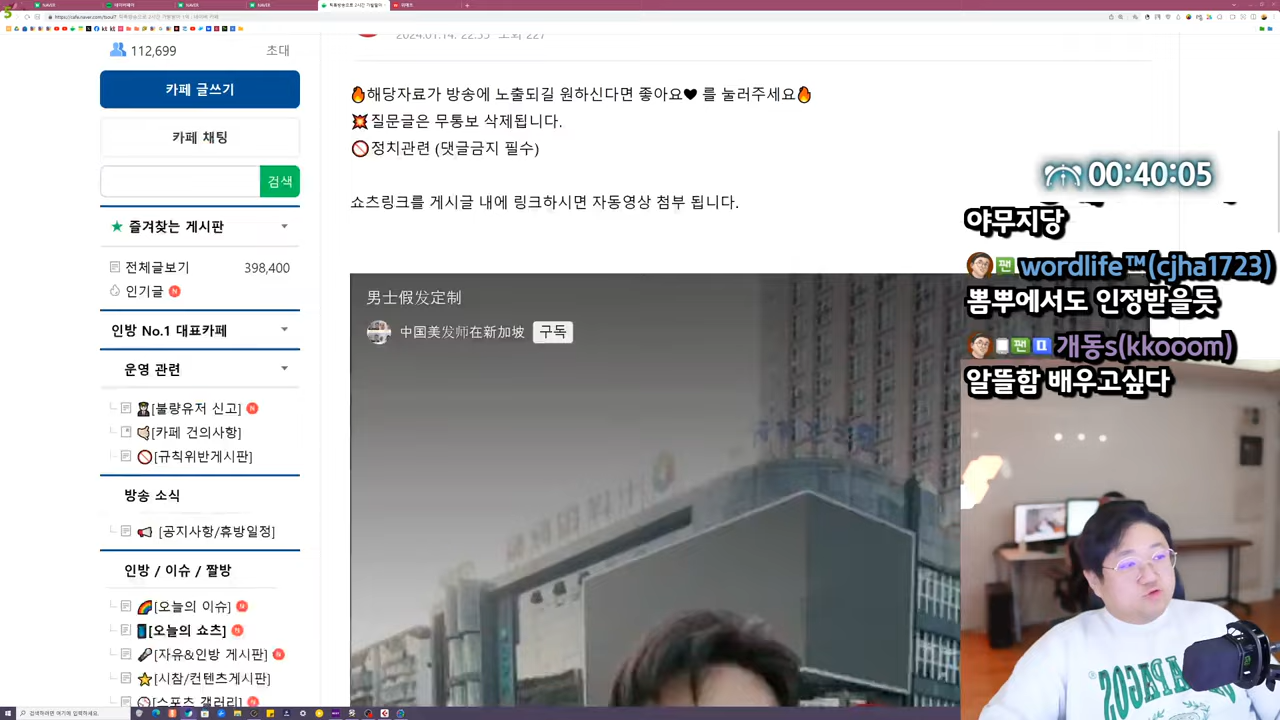 112,699 초대
카페 글쓰기
카페 채팅
검색
★ 즐겨찾는 게시판
전체글보기 398,400
인기글 N
인방 No.1 대표카페
운영 관련
[불량유저 신고] N
[카페 건의사항]
[규칙위반게시판]
방송 소식
[공지사항/휴방일정]
인방 / 이슈 / 짤방
[오늘의 이슈] N
[오늘의 쇼츠] N
[자유&인방 게시판] N
[시참/컨텐츠게시판]
[스포츠 갤러리] N
🔥해당자료가 방송에 노출되길 원하신다면 좋아요🖤 를 눌러주세요🔥
💥질문글은 무통보 삭제됩니다.
🚫정치관련 (댓글금지 필수)
쇼츠링크를 게시글 내에 링크하시면 자동영상 첨부 됩니다.
男士假发定制
中国美发师在新加坡 구독
00:40:05
야무지당
팬 wordlife™(cjha1723)
뽐뿌에서도 인정받을듯
팬 개동s(kkooom)
알뜰함 배우고싶다